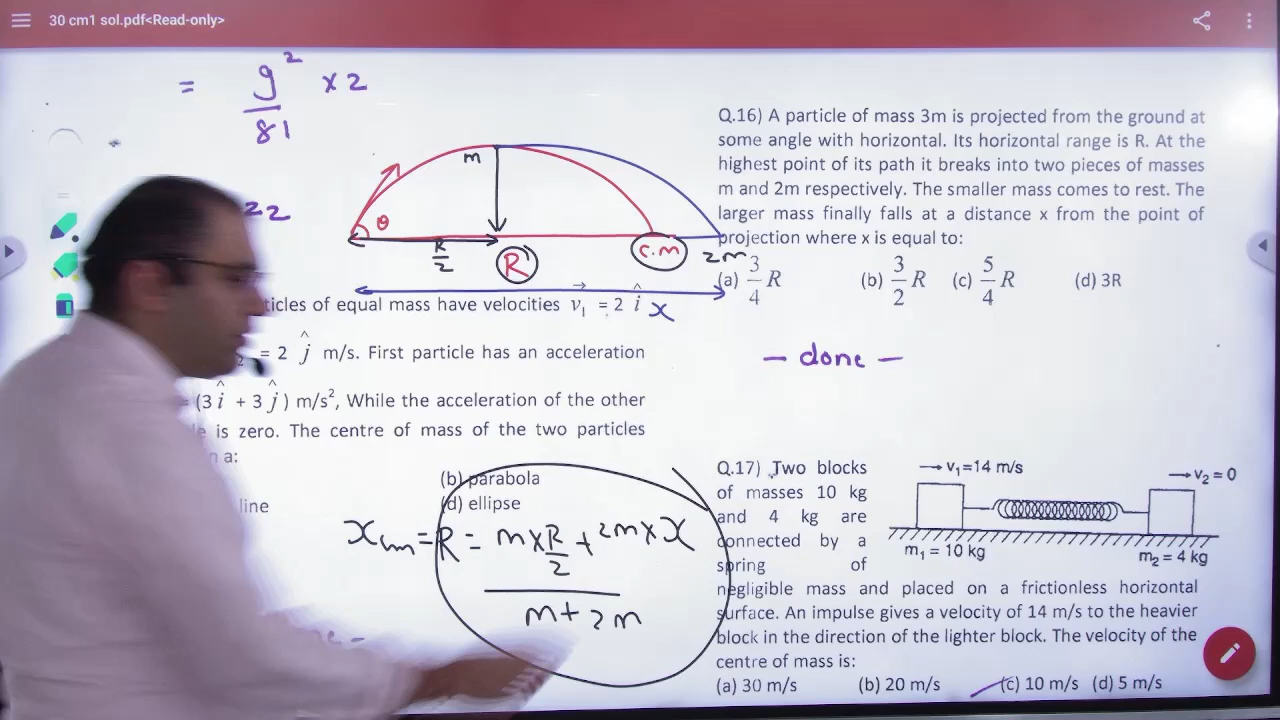 30 cm1 sol.pdf<Read-only>
= g² × 2
81
22
m
θ
R/2
R
c.m
2m
x
ticles of equal mass have velocities v⃗₁ = 2 î
₂ = 2 ĵ m/s. First particle has an acceleration
= (3 î + 3 ĵ ) m/s², While the acceleration of the other
is zero. The centre of mass of the two particles
a:
(b) parabola
line
(d) ellipse
x_cm = R = m × R/2 + 2m × x
m + 2m
Q.16) A particle of mass 3m is projected from the ground at
some angle with horizontal. Its horizontal range is R. At the
highest point of its path it breaks into two pieces of masses
m and 2m respectively. The smaller mass comes to rest. The
larger mass finally falls at a distance x from the point of
projection where x is equal to:
(a) 3/4 R (b) 3/2 R (c) 5/4 R (d) 3R
— done —
Q.17) Two blocks
of masses 10 kg
and 4 kg are
connected by a
spring of
negligible mass and placed on a frictionless horizontal
surface. An impulse gives a velocity of 14 m/s to the heavier
block in the direction of the lighter block. The velocity of the
centre of mass is:
(a) 30 m/s (b) 20 m/s (c) 10 m/s (d) 5 m/s
v₁=14 m/s
v₂= 0
m₁ = 10 kg
m₂ = 4 kg